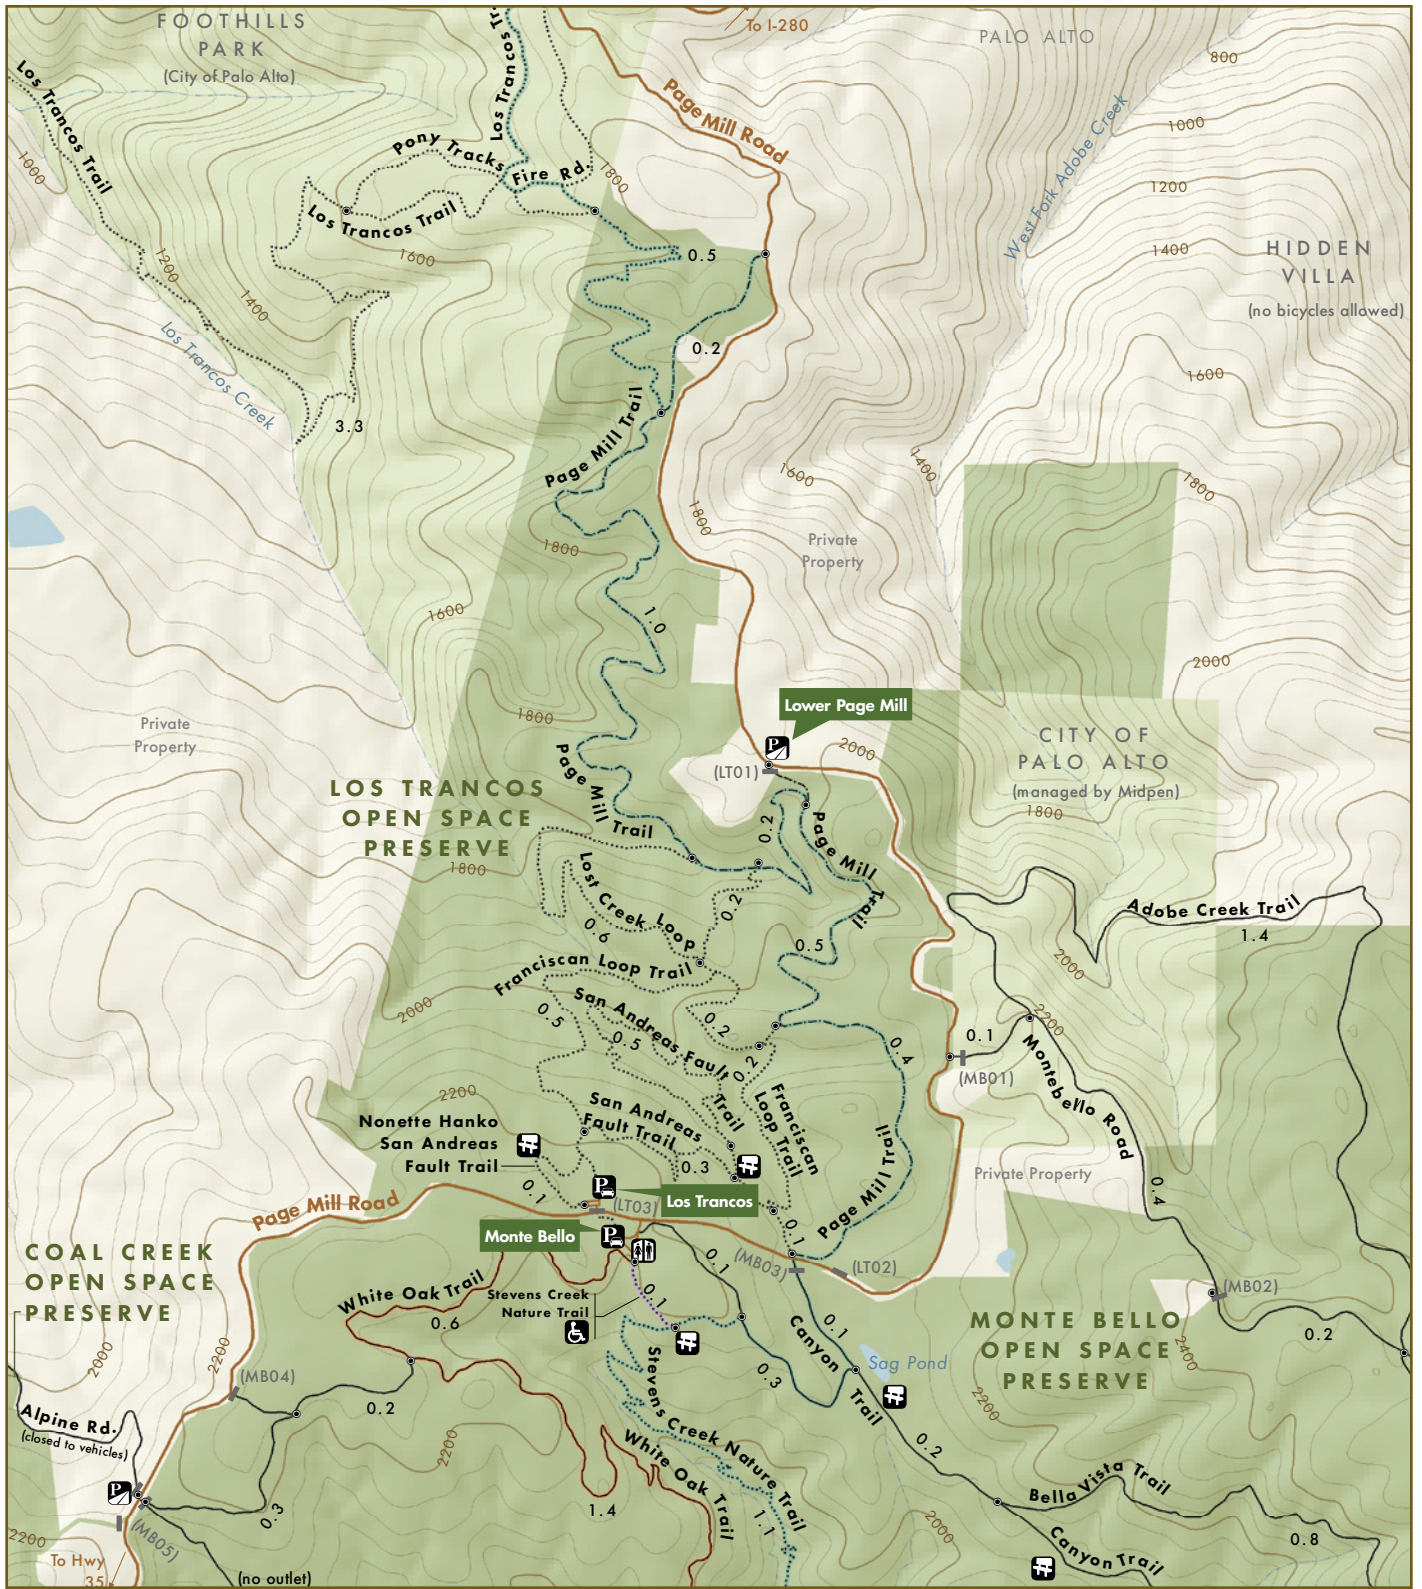 FOOTHILLS
PARK
(City of Palo Alto)
Los Tranc
To I-280
PALO ALTO
800
Los Trancos Trail
Los Trancos
Page Mill Road
1000
West Fork Adobe Creek
1000
Pony Tracks
Fire Rd.
1800
1200
Los Trancos Trail
1400
HIDDEN
VILLA
(no bicycles allowed)
1200
1600
0.5
1400
Los Trancos Creek
0.2
1600
3.3
Page Mill Trail
1600
1400
1800
1800
1800
Private
Property
1600
1.0
2000
Private
Property
1800
Lower Page Mill
P
2000
CITY OF
PALO ALTO
(managed by Midpen)
1800
(LT01)
LOS TRANCOS
OPEN SPACE
PRESERVE
1800
Page Mill Trail
0.2
Page Mill
Trail
Lost Creek Loop
0.6
0.2
Adobe Creek Trail
1.4
0.5
2000
Franciscan Loop Trail
2000
San Andreas Fault
Trail
0.5
0.5
0.2
0.2
0.4
2200
0.1
(MB01)
Montebello Road
2200
Nonette Hanko
San Andreas
Fault Trail
San Andreas
Fault Trail
Franciscan
Loop Trail
0.3
0.1
Page Mill Trail
Private Property
0.4
P
Los Trancos
(LT03)
Page Mill Road
Monte Bello
P
0.1
0.1
(MB03)
(LT02)
COAL CREEK
OPEN SPACE
PRESERVE
White Oak Trail
0.6
Stevens Creek
Nature Trail
0.1
0.1
(MB02)
MONTE BELLO
OPEN SPACE
PRESERVE
0.2
2400
2000
2200
(MB04)
Canyon
Trail
Sag Pond
0.3
2200
0.2
Alpine Rd.
(closed to vehicles)
Stevens Creek Nature Trail
White Oak Trail
0.2
2200
Bella Vista Trail
P
0.3
1.4
1.1
2000
0.8
(MB05)
2200
Canyon Trail
To Hwy
35
(no outlet)